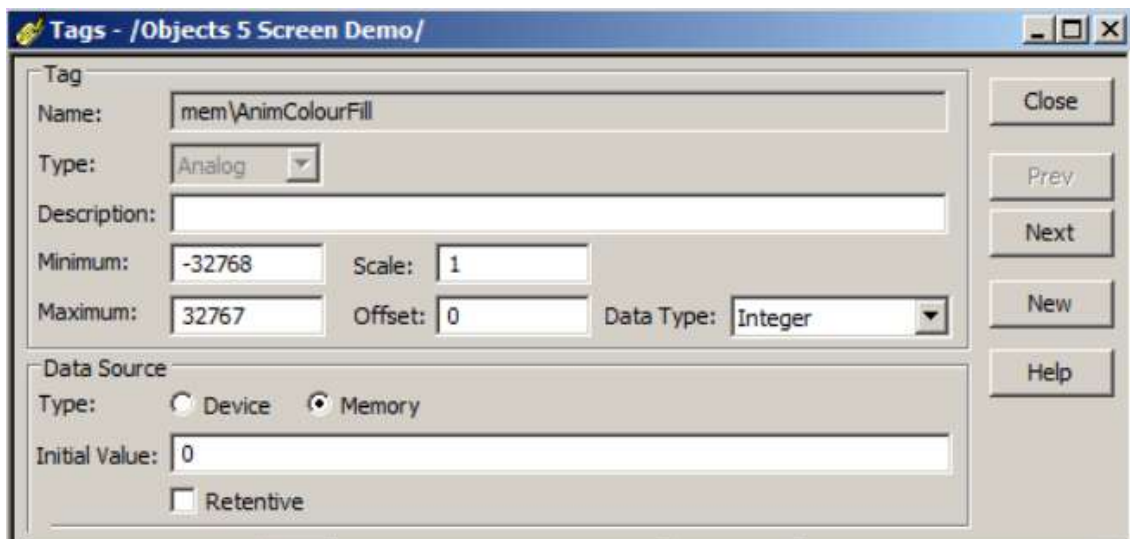 Tags - /Objects 5 Screen Demo/
Tag
Name: mem\AnimColourFill
Close
Type: Analog
Prev
Description:
Next
Minimum: -32768 Scale: 1
Maximum: 32767 Offset: 0 Data Type: Integer
New
Data Source
Help
Type: Device Memory
Initial Value: 0
Retentive